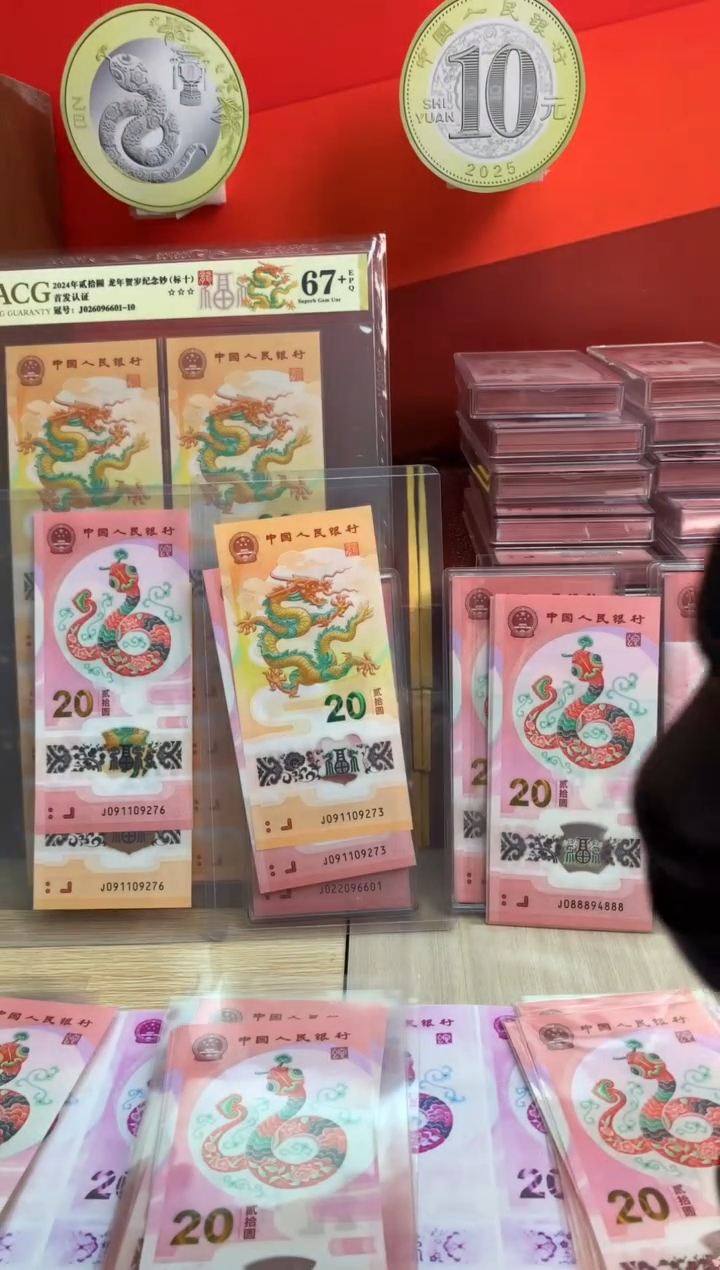 乙巳
中国人民银行
SHI
YUAN
10
元
2025
ACG
2024年贰拾圆 龙年贺岁纪念钞(标十)
首发认证
☆☆☆
GUARANTY
冠号: J026096601-10
福
67+
EPQ
Superb Gem Unc
中国人民银行
中国人民银行
中国人民银行
20
贰拾圆
福
J091109276
J091109276
中国人民银行
20
贰拾圆
福
J091109273
J091109273
J022096601
2
中国人民银行
20
贰拾圆
福
J088894888
人民银行
中国人
中国人民银行
20
贰拾圆
银行
20
中国人民银行
20
贰拾圆